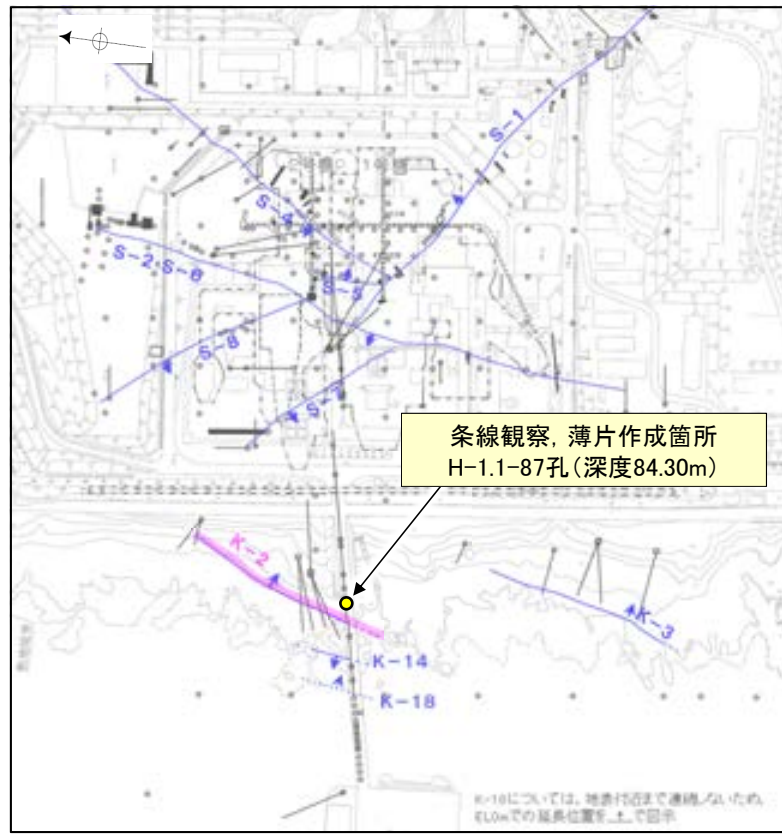 S-1
S-4
S-2・S-6
S-5
S-8
S-7
条線観察，薄片作成箇所
H-1.1-87孔（深度84.30m）
K-2
K-3
K-14
K-18
K-18については、地表付近まで連続しないため、
EL0mでの延長位置を
で図示